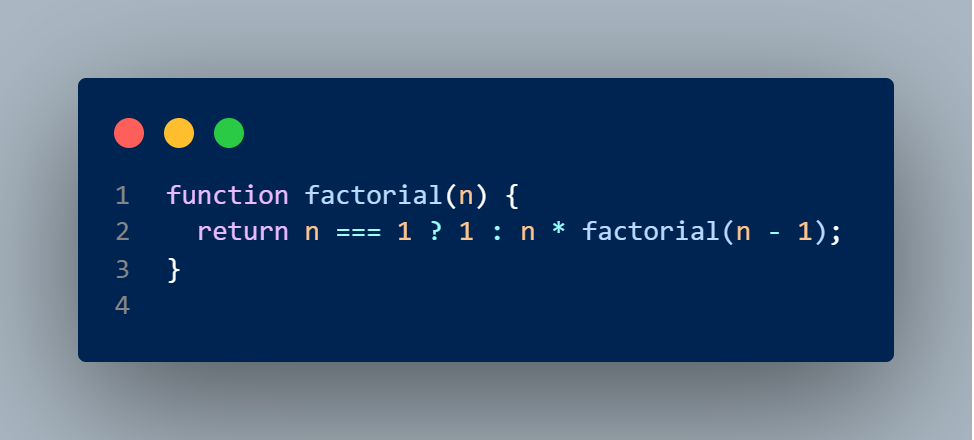 1 function factorial(n) {
2   return n === 1 ? 1 : n * factorial(n - 1);
3 }
4